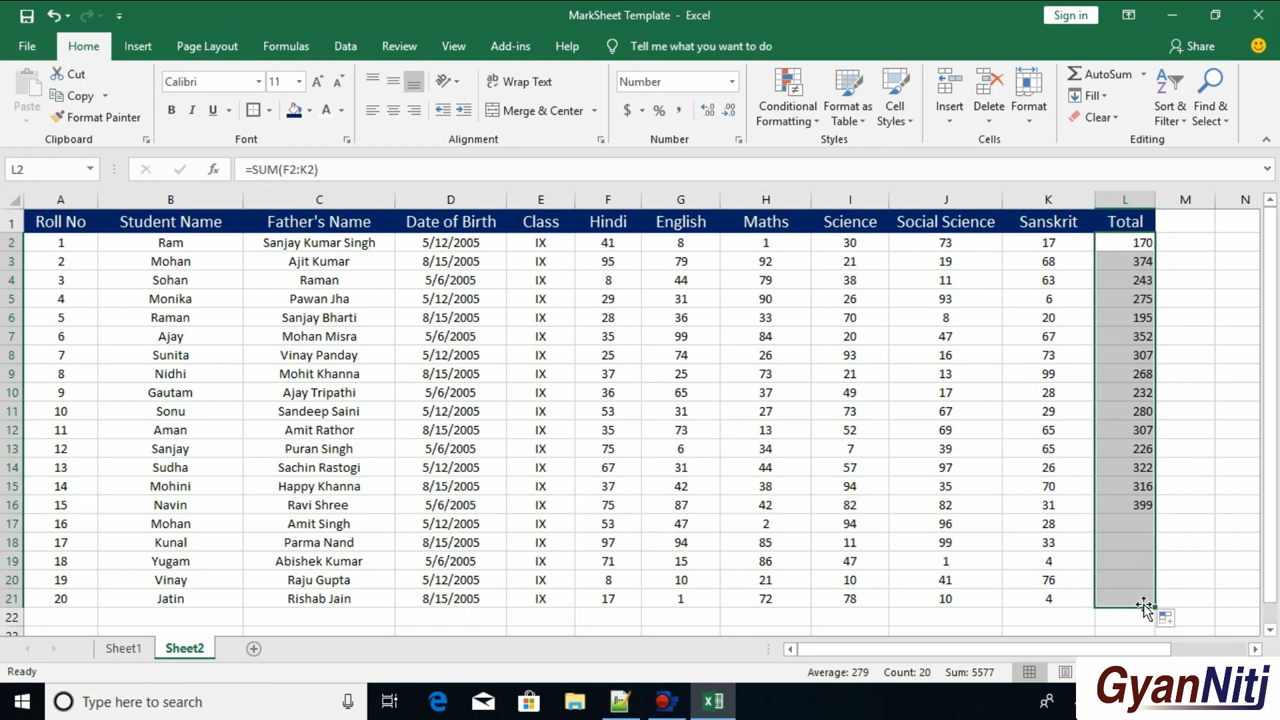 MarkSheet Template - Excel
Sign in
File Home Insert Page Layout Formulas Data Review View Add-ins Help Tell me what you want to do Share
Paste
Cut
Copy
Format Painter
Clipboard
Calibri 11
B I U
Font
Wrap Text
Merge & Center
Alignment
Number
$ % ,
Number
Conditional Formatting
Format as Table
Cell Styles
Styles
Insert Delete Format
Cells
AutoSum
Fill
Clear
Sort & Filter
Find & Select
Editing
L2 fx =SUM(F2:K2)
A B C D E F G H I J K L M N
1 Roll No Student Name Father's Name Date of Birth Class Hindi English Maths Science Social Science Sanskrit Total
2 1 Ram Sanjay Kumar Singh 5/12/2005 IX 41 8 1 30 73 17 170
3 2 Mohan Ajit Kumar 8/15/2005 IX 95 79 92 21 19 68 374
4 3 Sohan Raman 5/6/2005 IX 8 44 79 38 11 63 243
5 4 Monika Pawan Jha 5/12/2005 IX 29 31 90 26 93 6 275
6 5 Raman Sanjay Bharti 8/15/2005 IX 28 36 33 70 8 20 195
7 6 Ajay Mohan Misra 5/6/2005 IX 35 99 84 20 47 67 352
8 7 Sunita Vinay Panday 5/12/2005 IX 25 74 26 93 16 73 307
9 8 Nidhi Mohit Khanna 8/15/2005 IX 37 25 73 21 13 99 268
10 9 Gautam Ajay Tripathi 5/6/2005 IX 36 65 37 49 17 28 232
11 10 Sonu Sandeep Saini 5/12/2005 IX 53 31 27 73 67 29 280
12 11 Aman Amit Rathor 8/15/2005 IX 35 73 13 52 69 65 307
13 12 Sanjay Puran Singh 5/6/2005 IX 75 6 34 7 39 65 226
14 13 Sudha Sachin Rastogi 5/12/2005 IX 67 31 44 57 97 26 322
15 14 Mohini Happy Khanna 8/15/2005 IX 37 42 38 94 35 70 316
16 15 Navin Ravi Shree 5/6/2005 IX 75 87 42 82 82 31 399
17 16 Mohan Amit Singh 5/12/2005 IX 53 47 2 94 96 28
18 17 Kunal Parma Nand 8/15/2005 IX 97 94 85 11 99 33
19 18 Yugam Abishek Kumar 5/6/2005 IX 71 15 86 47 1 4
20 19 Vinay Raju Gupta 5/12/2005 IX 8 10 21 10 41 76
21 20 Jatin Rishab Jain 8/15/2005 IX 17 1 72 78 10 4
22
Sheet1 Sheet2
Ready Average: 279 Count: 20 Sum: 5577
Type here to search
GyanNiti